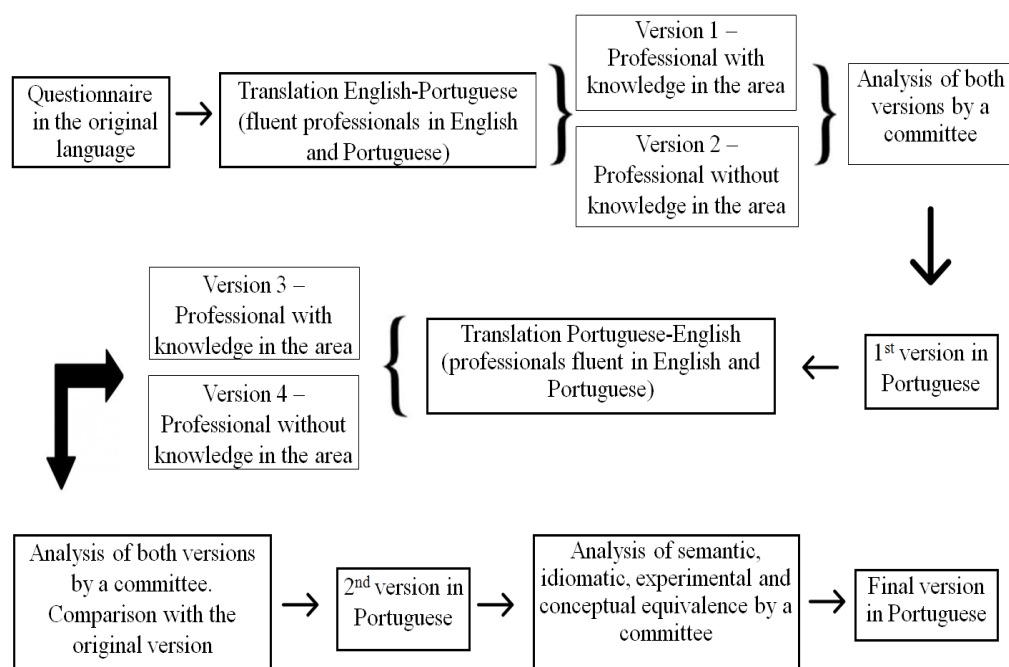 Questionnaire
in the original
language
Translation English-Portuguese
(fluent professionals in English
and Portuguese)
Version 1 –
Professional with
knowledge in the area
Version 2 –
Professional without
knowledge in the area
Analysis of both
versions by a
committee
1st version in
Portuguese
Translation Portuguese-English
(professionals fluent in English and
Portuguese)
Version 3 –
Professional with
knowledge in the area
Version 4 –
Professional without
knowledge in the area
Analysis of both versions
by a committee.
Comparison with the
original version
2nd version in
Portuguese
Analysis of semantic,
idiomatic, experimental and
conceptual equivalence by a
committee
Final version
in Portuguese